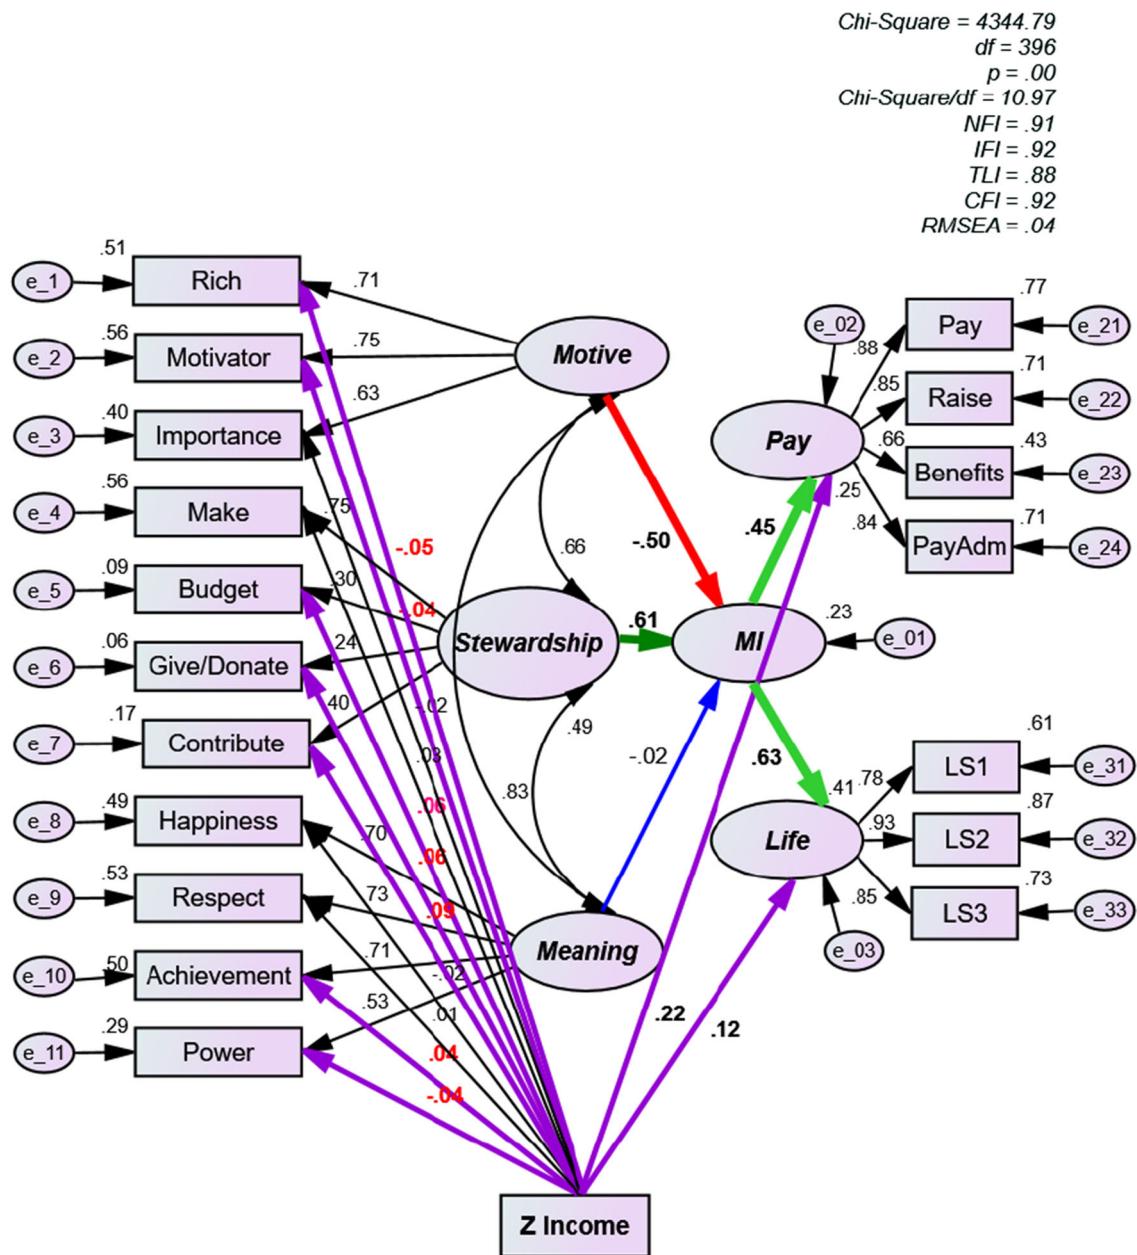 Chi-Square = 4344.79
df = 396
p = .00
Chi-Square/df = 10.97
NFI = .91
IFI = .92
TLI = .88
CFI = .92
RMSEA = .04
e_1
.51
Rich
.71
e_2
.56
Motivator
.75
e_3
.40
Importance
.63
e_4
.56
Make
.75
e_5
.09
Budget
.30
e_6
.06
Give/Donate
.24
e_7
.17
Contribute
.40
e_8
.49
Happiness
.70
e_9
.53
Respect
.73
e_10
.50
Achievement
.71
e_11
.29
Power
.53
-.05
-.04
-.02
.03
.06
.06
.09
-.02
.01
.04
-.04
Motive
Stewardship
Meaning
.66
.49
.83
-.50
.61
-.02
MI
.23
e_01
.45
.63
e_02
Pay
.25
.88
Pay
.77
e_21
.85
Raise
.71
e_22
.66
Benefits
.43
e_23
.84
PayAdm
.71
e_24
Life
.41
e_03
.78
LS1
.61
e_31
.93
LS2
.87
e_32
.85
LS3
.73
e_33
.22
.12
Z Income